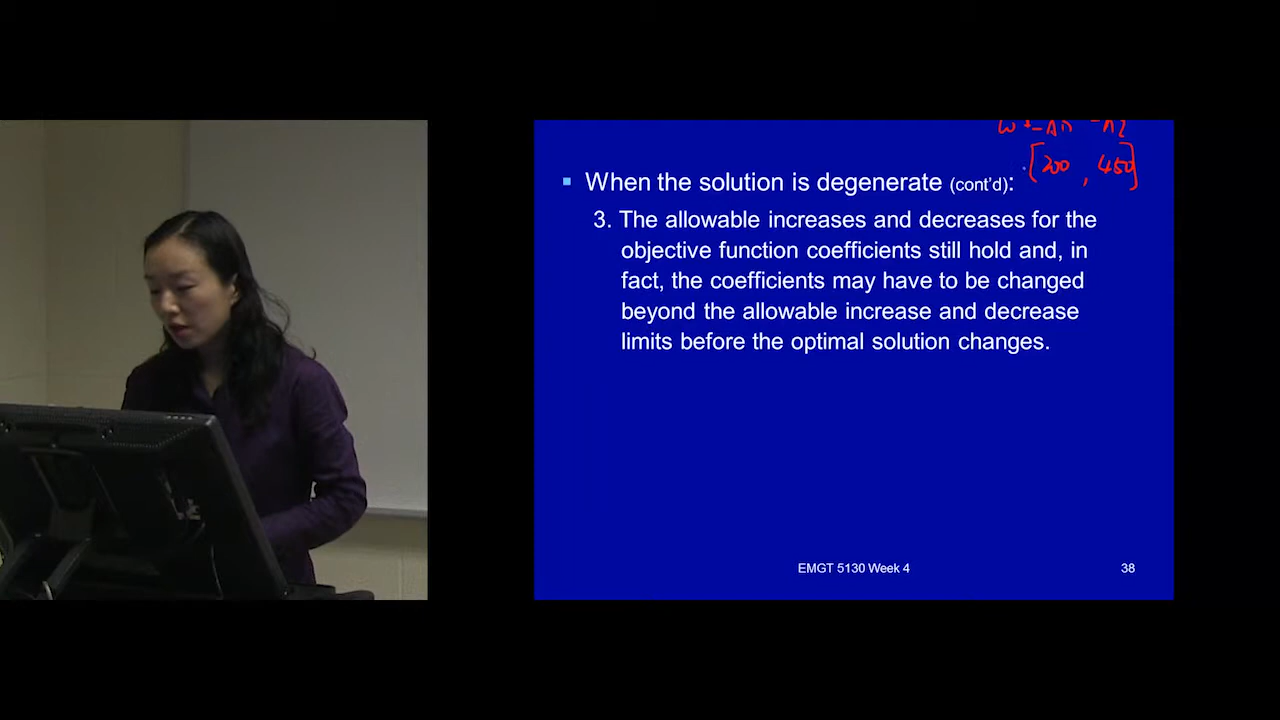 [200 , 450]
▪ When the solution is degenerate (cont'd):
3. The allowable increases and decreases for the
objective function coefficients still hold and, in
fact, the coefficients may have to be changed
beyond the allowable increase and decrease
limits before the optimal solution changes.
EMGT 5130 Week 4
38